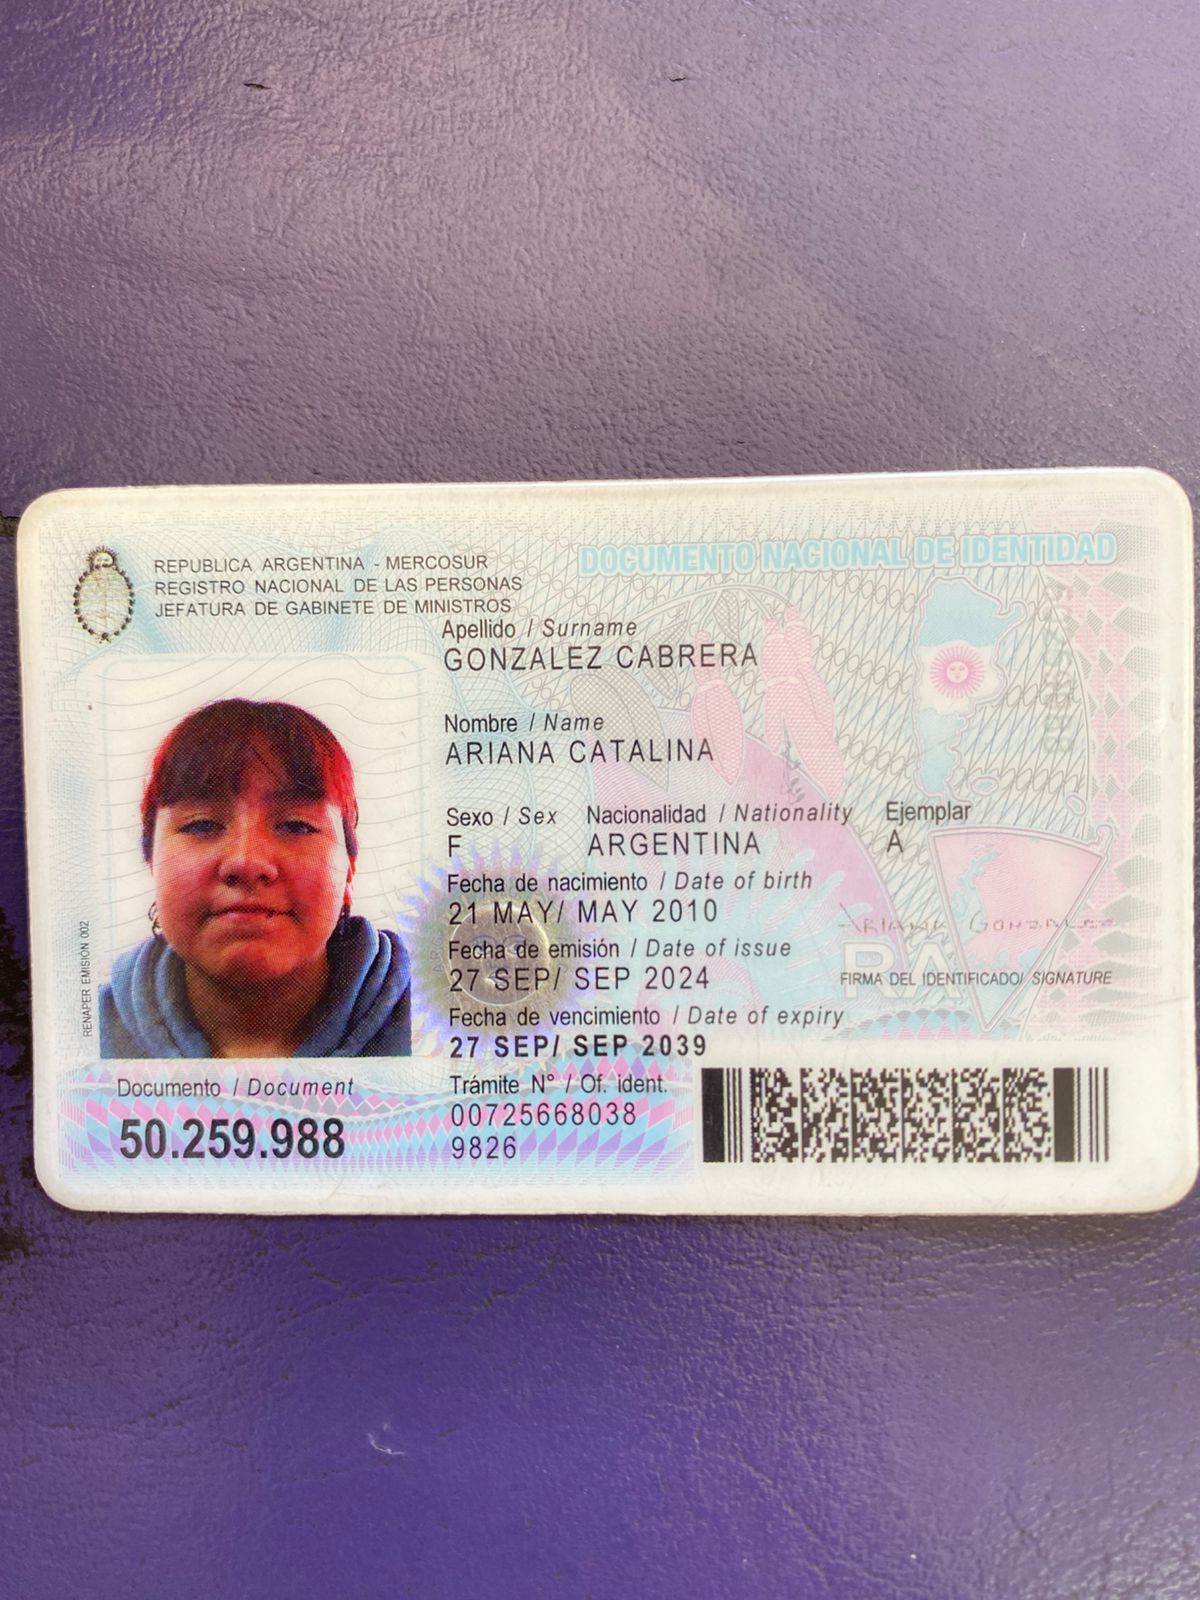 REPUBLICA ARGENTINA - MERCOSUR
REGISTRO NACIONAL DE LAS PERSONAS
JEFATURA DE GABINETE DE MINISTROS
DOCUMENTO NACIONAL DE IDENTIDAD
Apellido / Surname
GONZALEZ CABRERA
Nombre / Name
ARIANA CATALINA
Sexo / Sex Nacionalidad / Nationality Ejemplar
F ARGENTINA A
Fecha de nacimiento / Date of birth
21 MAY/ MAY 2010
Fecha de emisión / Date of issue
27 SEP/ SEP 2024
Fecha de vencimiento / Date of expiry
27 SEP/ SEP 2039
ARIANA GONZALEZ
RA
FIRMA DEL IDENTIFICADO/ SIGNATURE
RENAPER EMISIÓN 002
Documento / Document
50.259.988
Trámite N° / Of. ident.
00725668038
9826